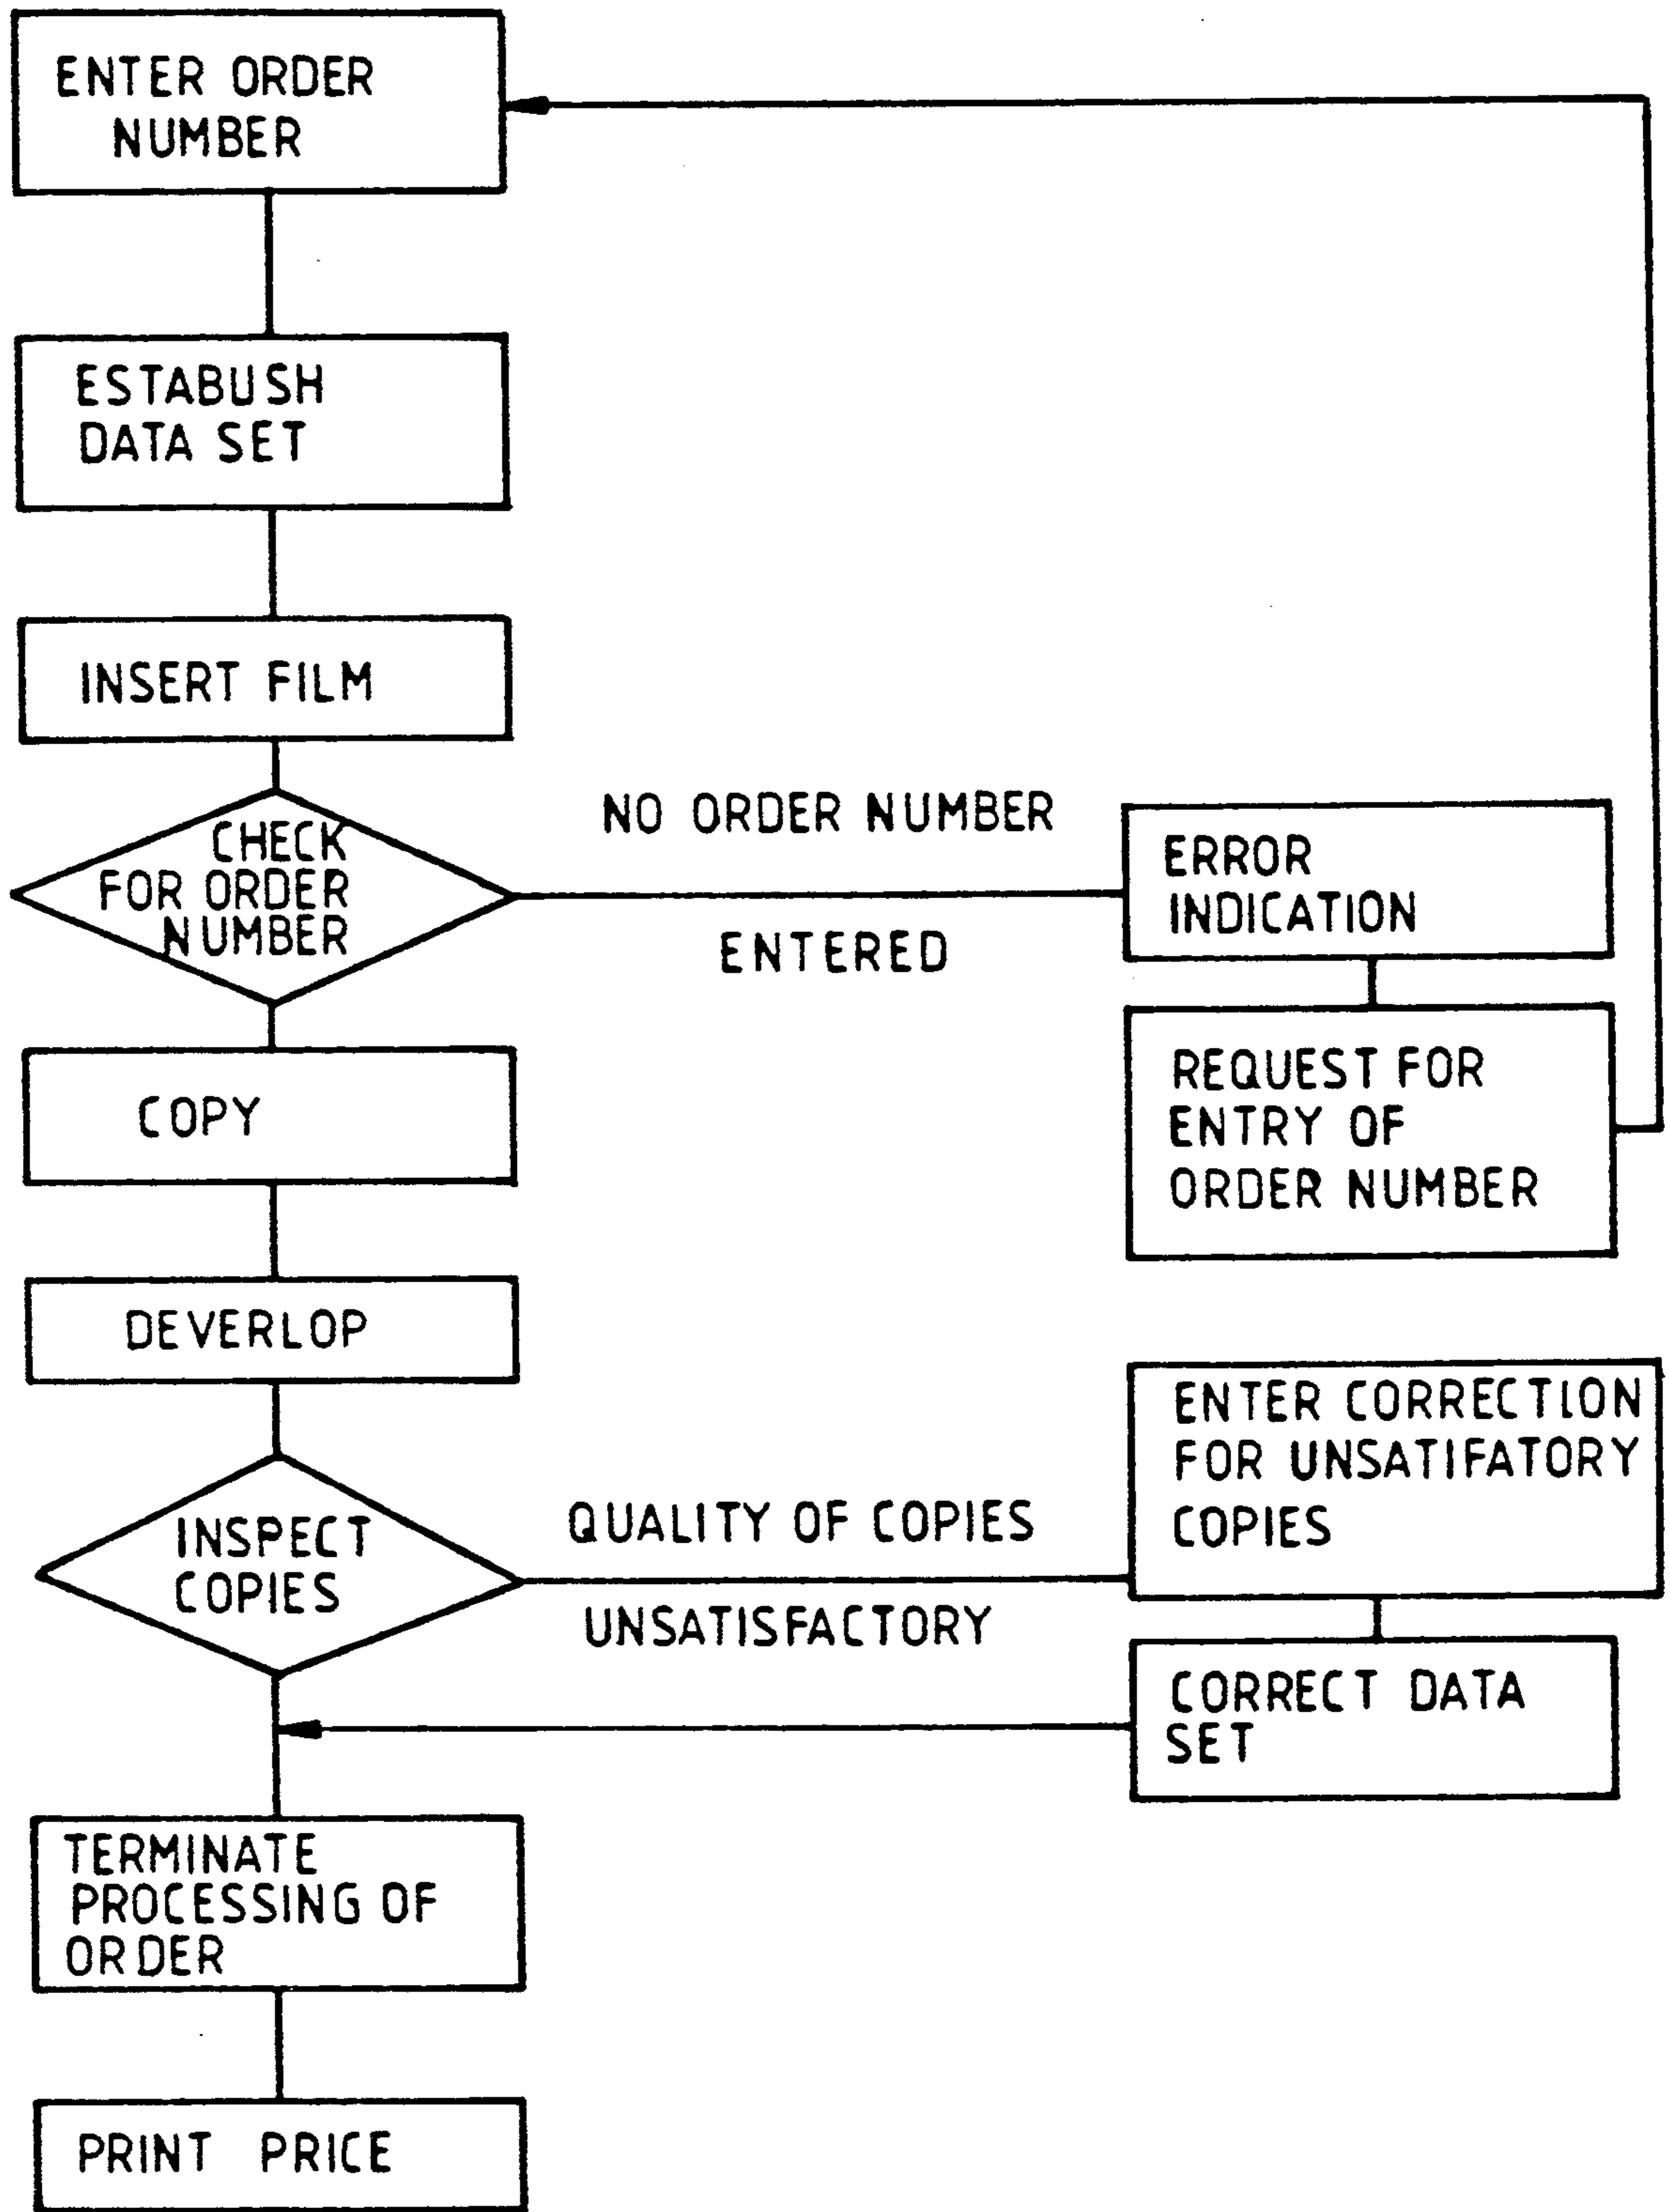 ENTER ORDER
NUMBER
ESTABUSH
DATA SET
INSERT FILM
CHECK
FOR ORDER
NUMBER
NO ORDER NUMBER
ENTERED
ERROR
INDICATION
REQUEST FOR
ENTRY OF
ORDER NUMBER
COPY
DEVERLOP
INSPECT
COPIES
QUALITY OF COPIES
UNSATISFACTORY
ENTER CORRECTION
FOR UNSATIFATORY
COPIES
CORRECT DATA
SET
TERMINATE
PROCESSING OF
ORDER
PRINT PRICE